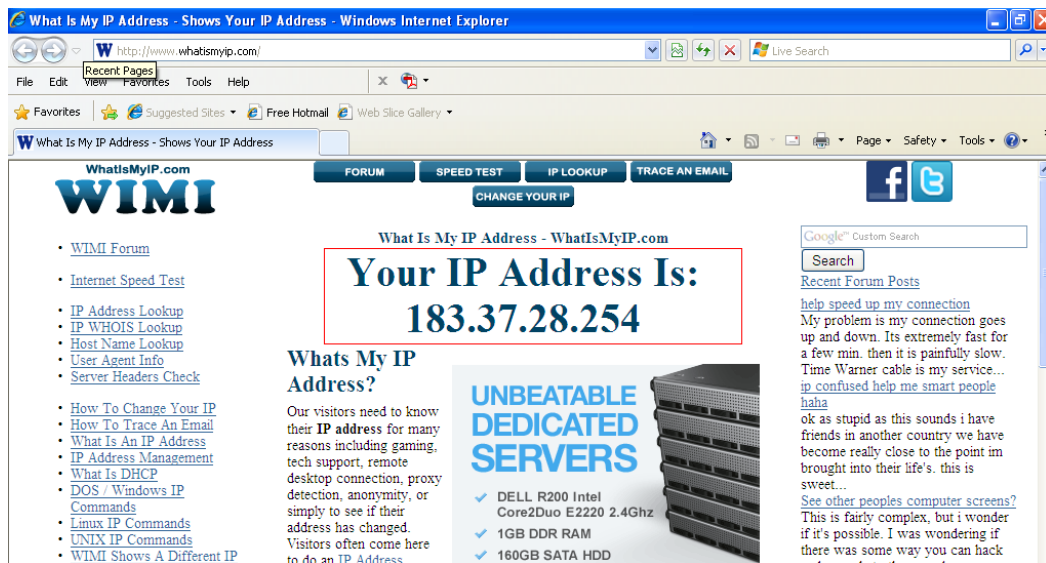 What Is My IP Address - Shows Your IP Address - Windows Internet Explorer
http://www.whatismyip.com/
Live Search
Recent Pages
File Edit View Favorites Tools Help
Favorites Suggested Sites Free Hotmail Web Slice Gallery
What Is My IP Address - Shows Your IP Address
Page Safety Tools
WhatIsMyIP.com
WIMI
FORUM SPEED TEST IP LOOKUP TRACE AN EMAIL
CHANGE YOUR IP
WIMI Forum
Internet Speed Test
IP Address Lookup
IP WHOIS Lookup
Host Name Lookup
User Agent Info
Server Headers Check
How To Change Your IP
How To Trace An Email
What Is An IP Address
IP Address Management
What Is DHCP
DOS / Windows IP
Commands
Linux IP Commands
UNIX IP Commands
WIMI Shows A Different IP
What Is My IP Address - WhatIsMyIP.com
Your IP Address Is:
183.37.28.254
Whats My IP
Address?
Our visitors need to know
their IP address for many
reasons including gaming,
tech support, remote
desktop connection, proxy
detection, anonymity, or
simply to see if their
address has changed.
Visitors often come here
to do an IP Address
UNBEATABLE
DEDICATED
SERVERS
DELL R200 Intel
Core2Duo E2220 2.4Ghz
1GB DDR RAM
160GB SATA HDD
Google™ Custom Search
Search
Recent Forum Posts
help speed up my connection
My problem is my connection goes
up and down. Its extremely fast for
a few min. then it is painfully slow.
Time Warner cable is my service...
ip confused help me smart people
haha
ok as stupid as this sounds i have
friends in another country we have
become really close to the point im
brought into their life's. this is
sweet...
See other peoples computer screens?
This is fairly complex, but i wonder
if it's possible. I was wondering if
there was some way you can hack